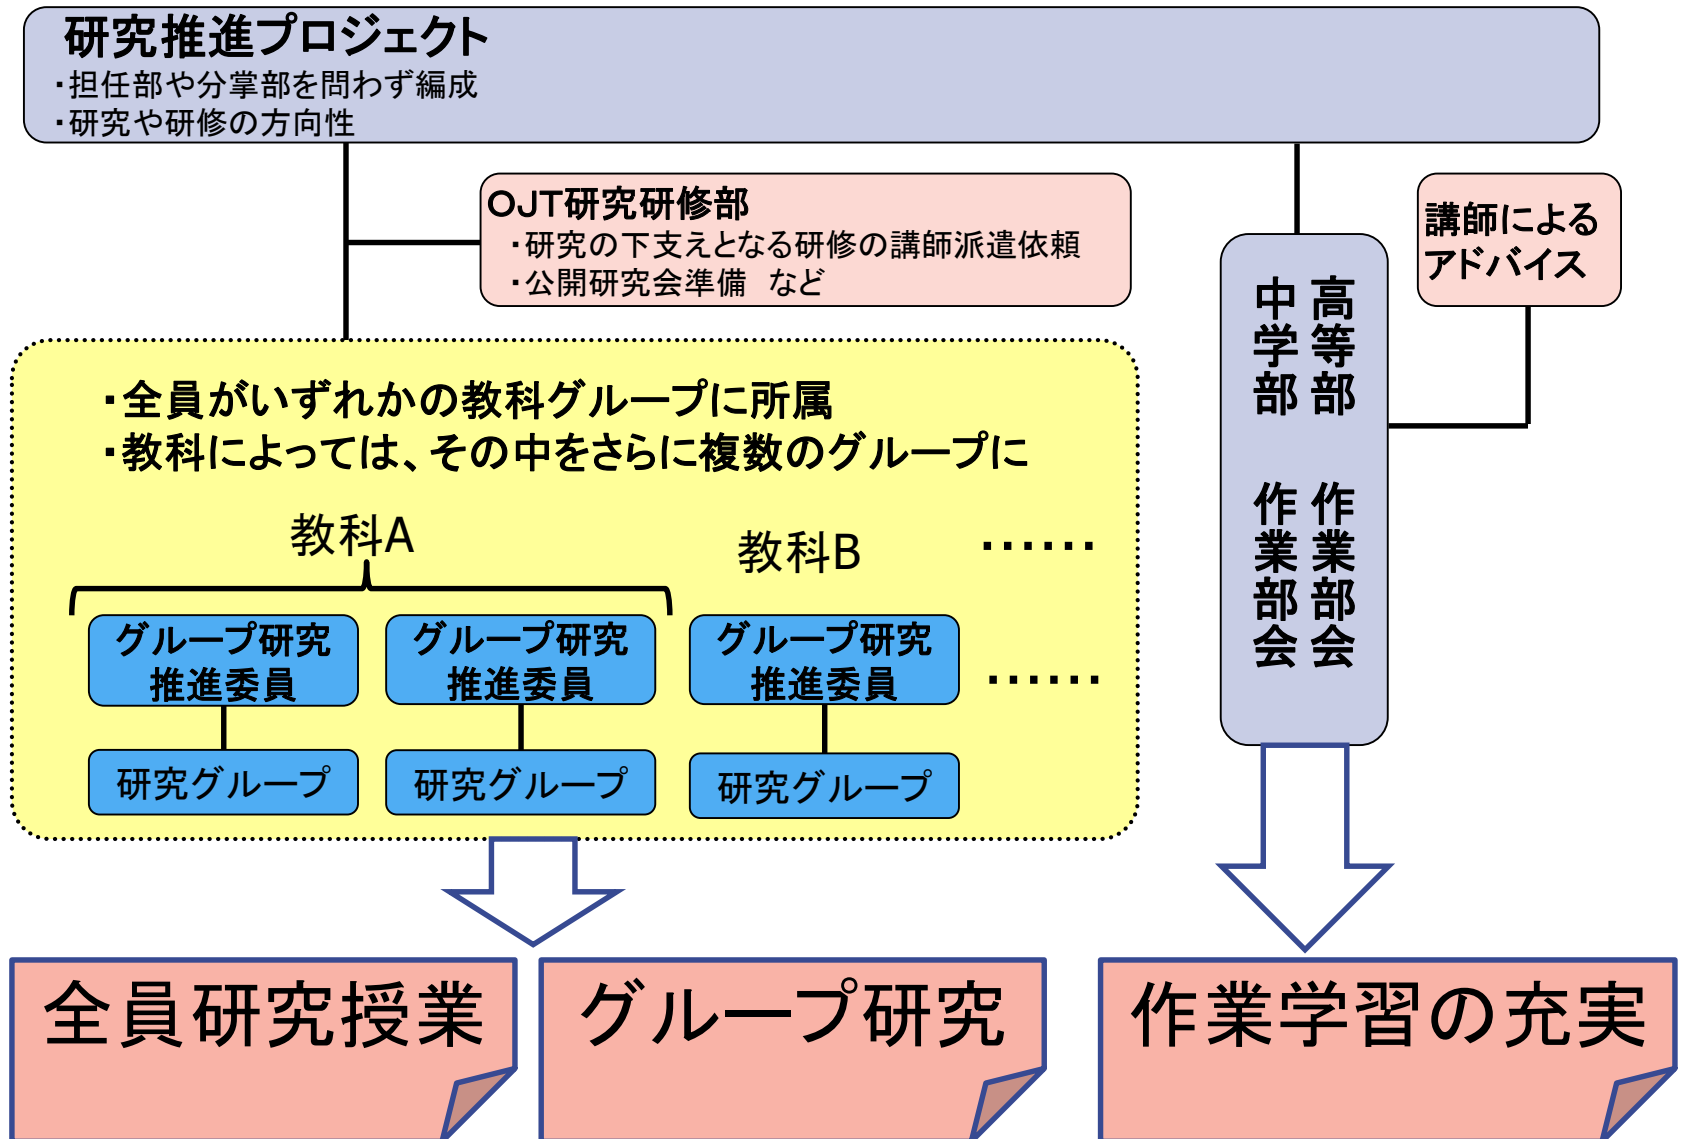 研究推進プロジェクト
・担任部や分掌部を問わず編成
・研究や研修の方向性
OJT研究研修部
・研究の下支えとなる研修の講師派遣依頼
・公開研究会準備　など
講師による
アドバイス
高等部　作業部会
中学部　作業部会
・全員がいずれかの教科グループに所属
・教科によっては、その中をさらに複数のグループに
教科A
教科B
……
グループ研究
推進委員
グループ研究
推進委員
グループ研究
推進委員
……
研究グループ
研究グループ
研究グループ
全員研究授業
グループ研究
作業学習の充実